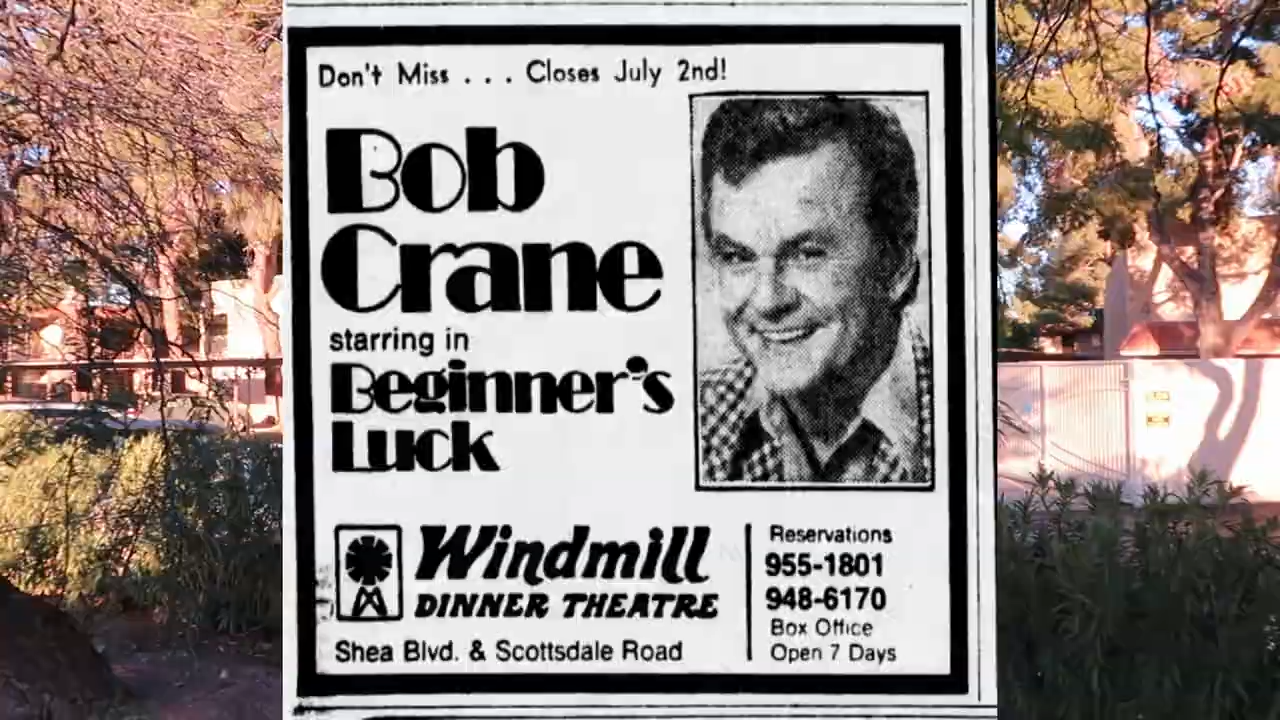 Don't Miss . . . Closes July 2nd!
Bob
Crane
starring in
Beginner's
Luck
Windmill
DINNER THEATRE
Shea Blvd. & Scottsdale Road
Reservations
955-1801
948-6170
Box Office
Open 7 Days